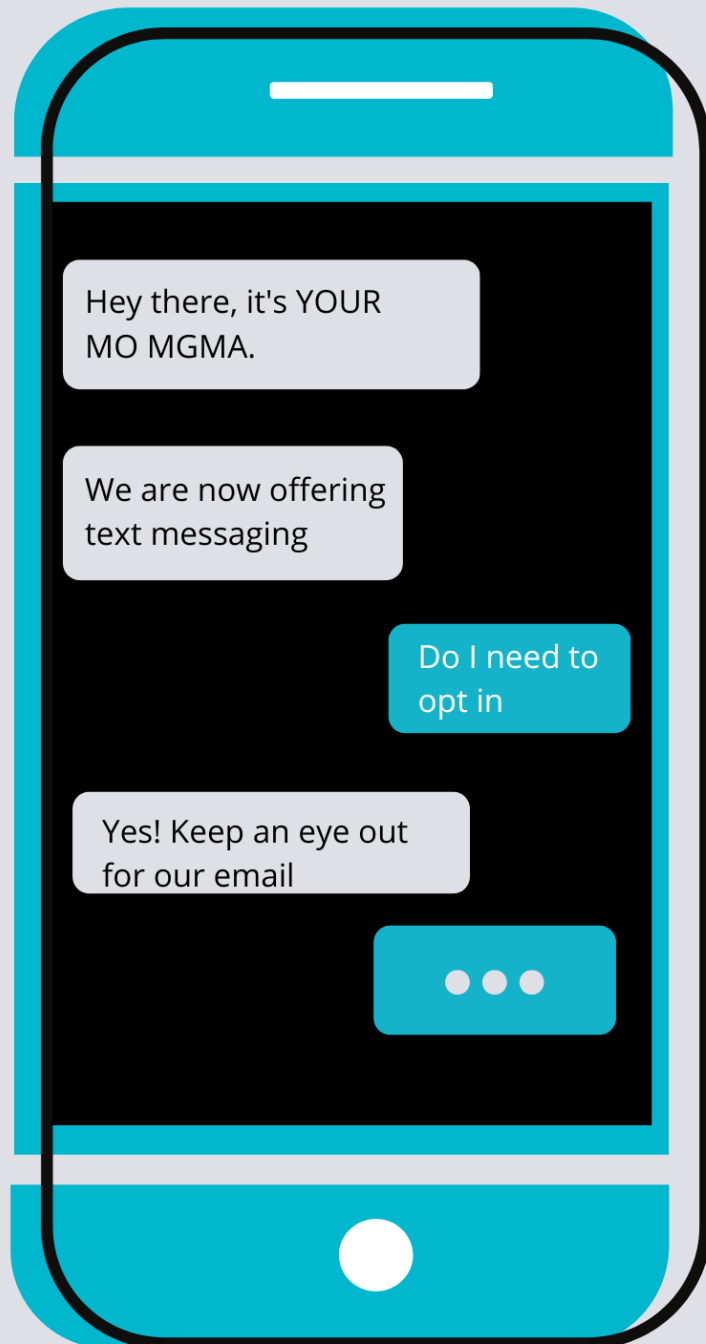 Hey there, it's YOUR
MO MGMA.
We are now offering
text messaging
Do I need to
opt in
Yes! Keep an eye out
for our email